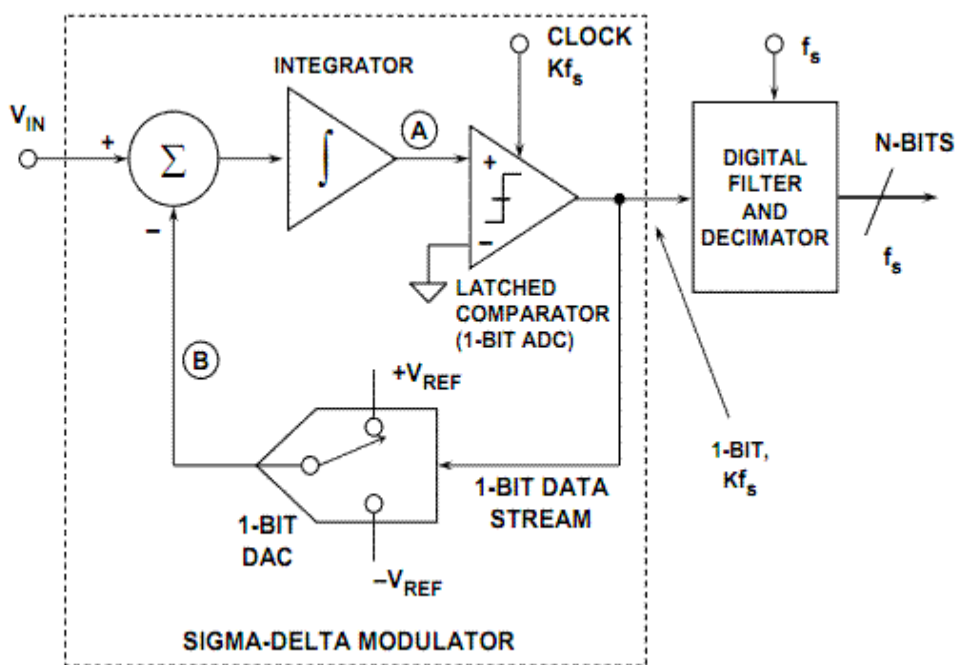 CLOCK
Kfs
fs
INTEGRATOR
VIN
+
Σ
−
∫
A
+
−
LATCHED
COMPARATOR
(1-BIT ADC)
DIGITAL
FILTER
AND
DECIMATOR
N-BITS
fs
B
+VREF
1-BIT
DAC
−VREF
1-BIT DATA
STREAM
1-BIT,
Kfs
SIGMA-DELTA MODULATOR